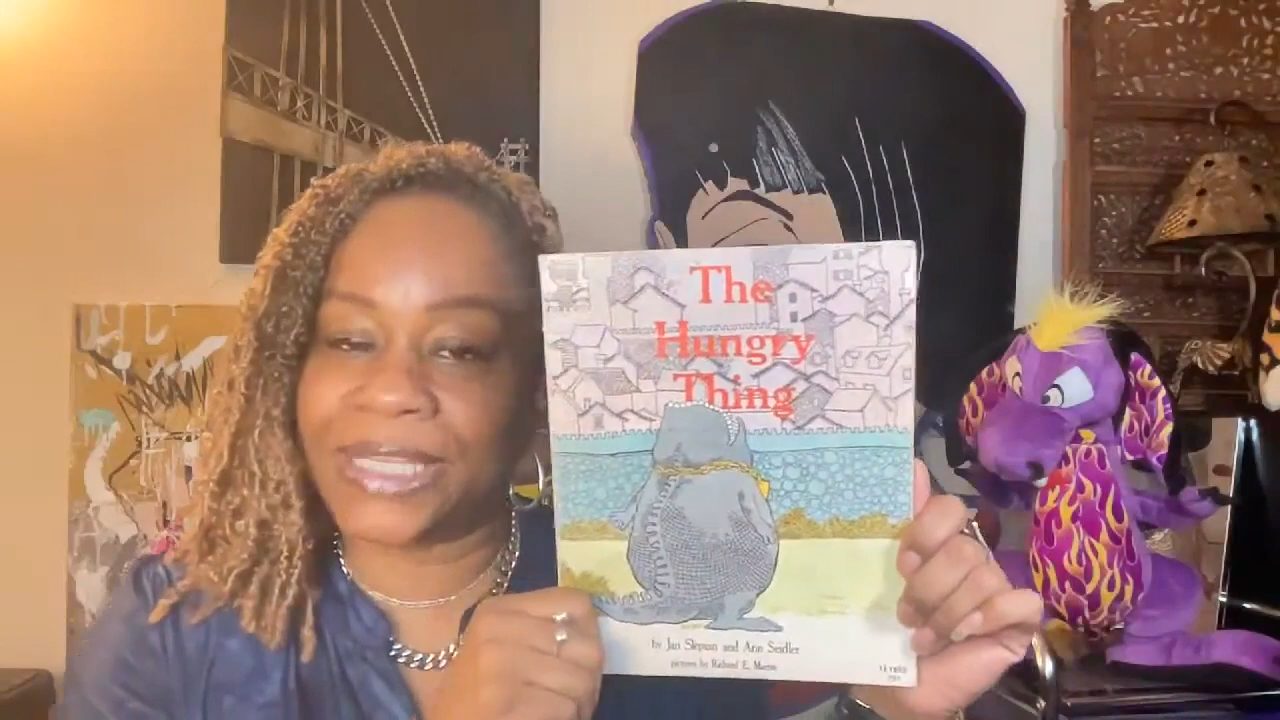 The
Hungry
Thing
by Jan Slepian and Ann Seidler
pictures by Richard E. Martin